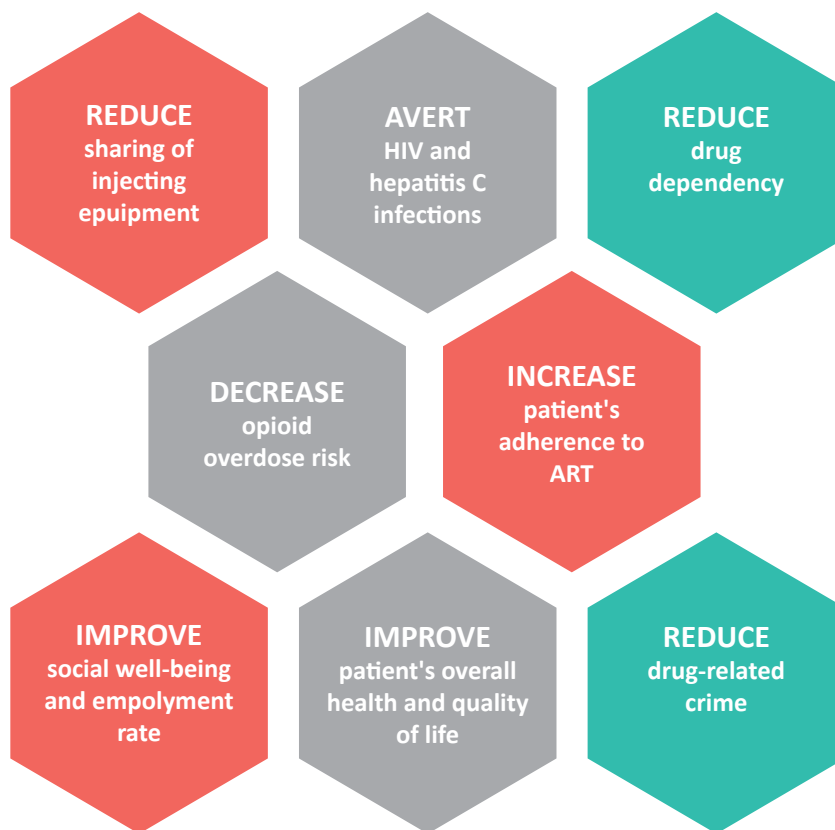 REDUCE
sharing of
injecting
epuipment
AVERT
HIV and
hepatitis C
infections
REDUCE
drug
dependency
DECREASE
opioid
overdose risk
INCREASE
patient's
adherence to
ART
IMPROVE
social well-being
and empolyment
rate
IMPROVE
patient's overall
health and quality
of life
REDUCE
drug-related
crime